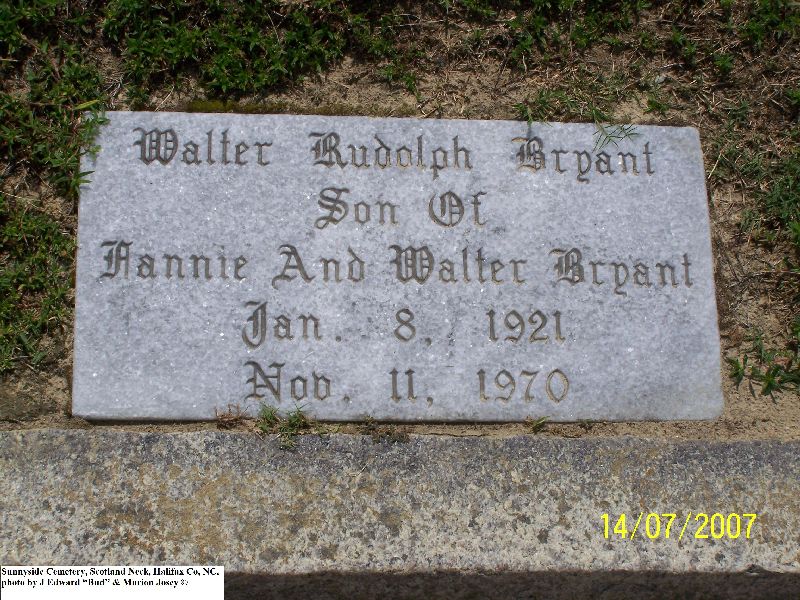 Walter Rudolph Bryant
Son Of
Fannie And Walter Bryant
Jan. 8, 1921
Nov. 11, 1970
14/07/2007
Sunnyside Cemetery, Scotland Neck, Halifax Co, NC,
photo by J Edward "Bud" & Murion Josey ©